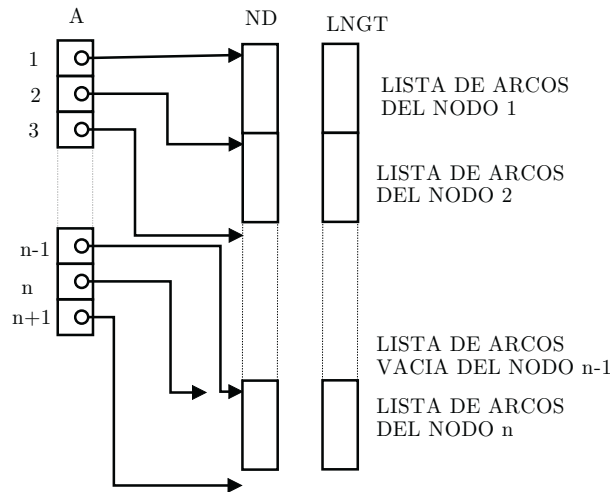 A
ND
LNGT
1
2
3
n-1
n
n+1
LISTA DE ARCOS
DEL NODO 1
LISTA DE ARCOS
DEL NODO 2
LISTA DE ARCOS
VACIA DEL NODO n-1
LISTA DE ARCOS
DEL NODO n